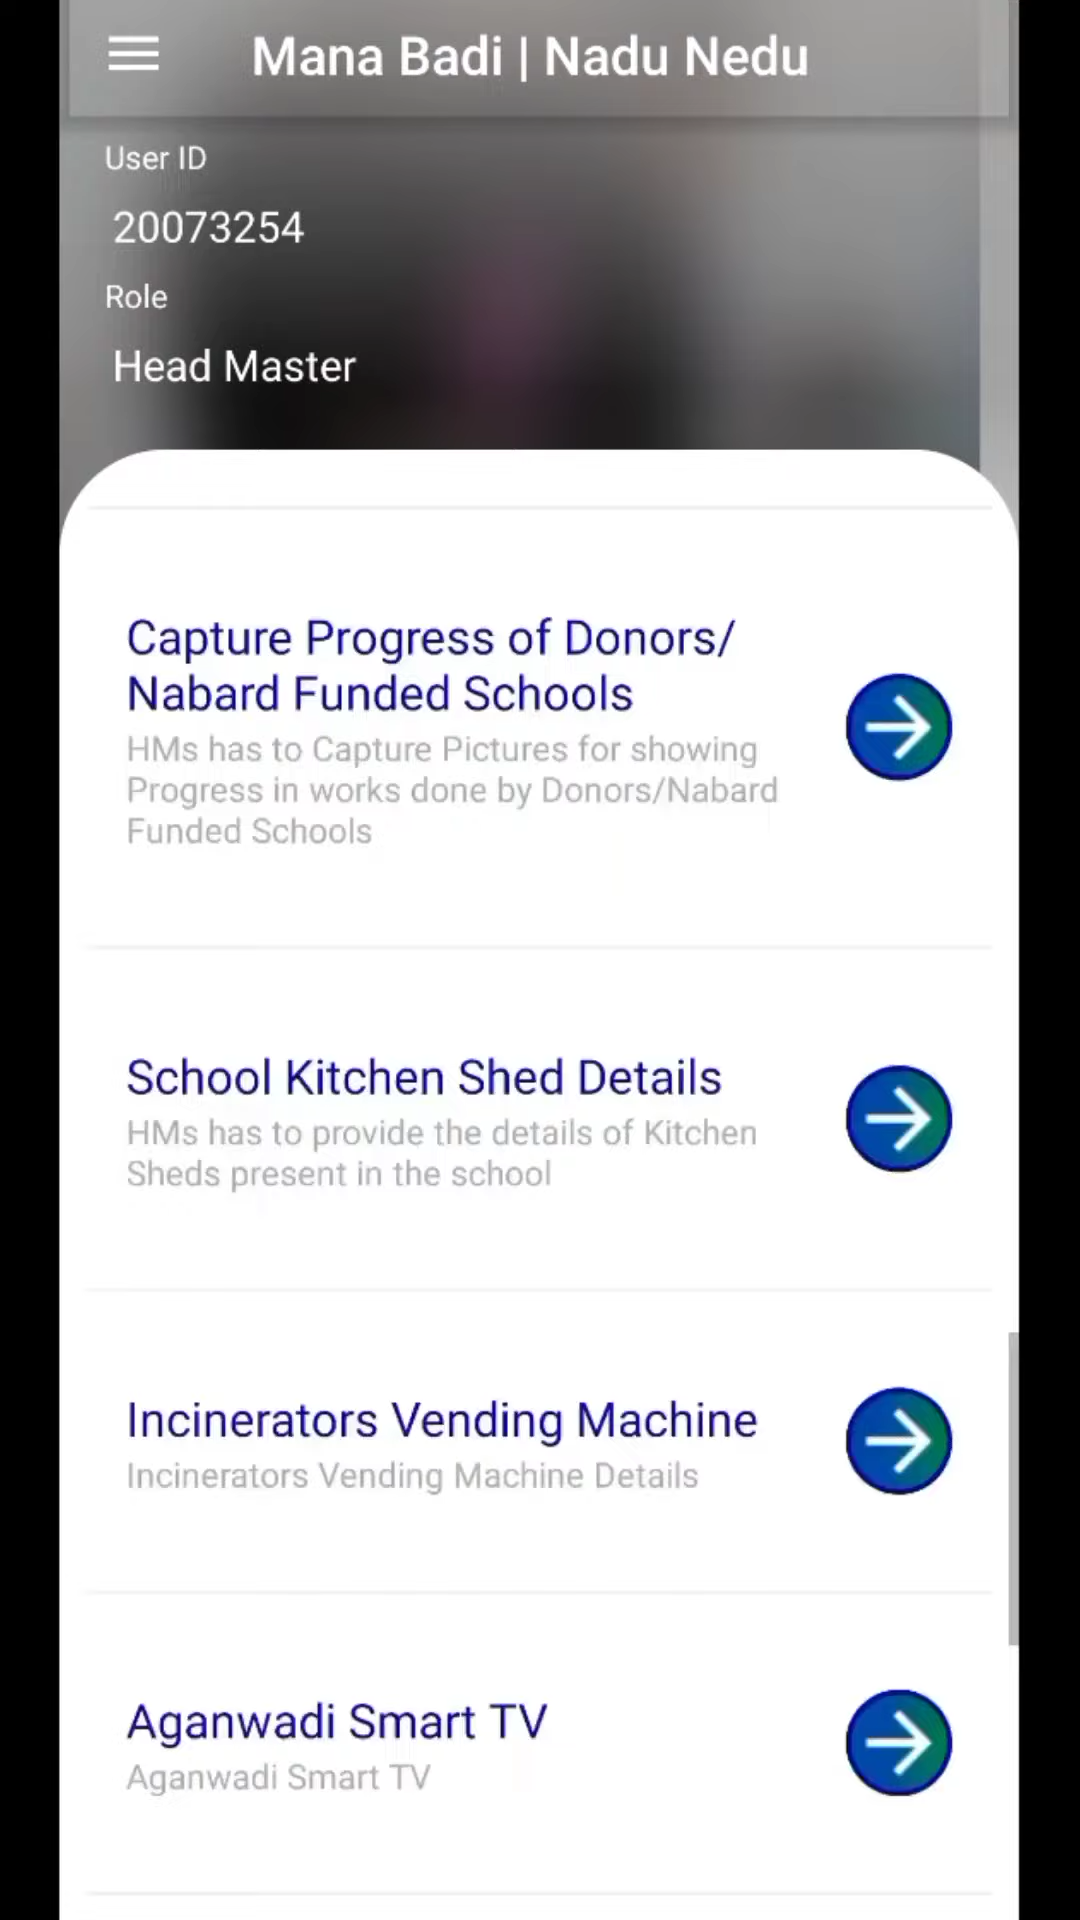 Mana Badi | Nadu Nedu
User ID
20073254
Role
Head Master
Capture Progress of Donors/
Nabard Funded Schools
HMs has to Capture Pictures for showing
Progress in works done by Donors/Nabard
Funded Schools
School Kitchen Shed Details
HMs has to provide the details of Kitchen
Sheds present in the school
Incinerators Vending Machine
Incinerators Vending Machine Details
Aganwadi Smart TV
Aganwadi Smart TV